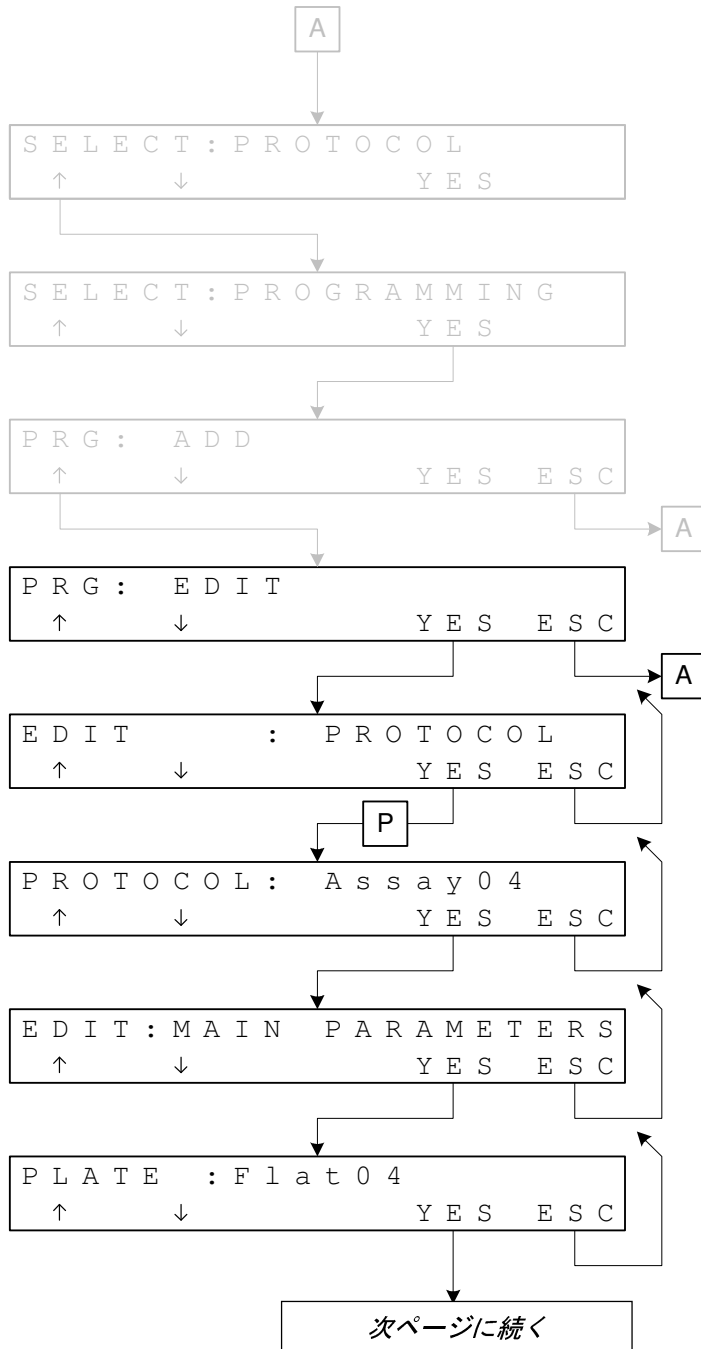 A
SELECT:PROTOCOL
↑ ↓ YES
SELECT:PROGRAMMING
↑ ↓ YES
PRG: ADD
↑ ↓ YES ESC
A
PRG: EDIT
↑ ↓ YES ESC
A
EDIT : PROTOCOL
↑ ↓ YES ESC
P
PROTOCOL: Assay04
↑ ↓ YES ESC
EDIT:MAIN PARAMETERS
↑ ↓ YES ESC
PLATE :Flat04
↑ ↓ YES ESC
次ページに続く